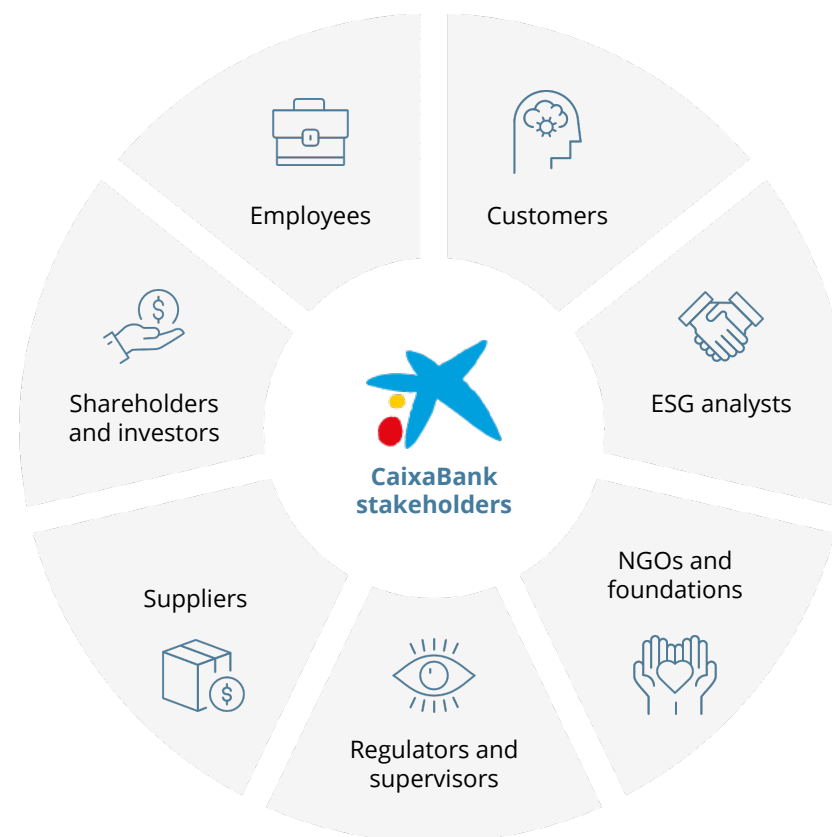 Employees
Customers
Shareholders
and investors
ESG analysts
CaixaBank
stakeholders
Suppliers
NGOs and
foundations
Regulators and
supervisors